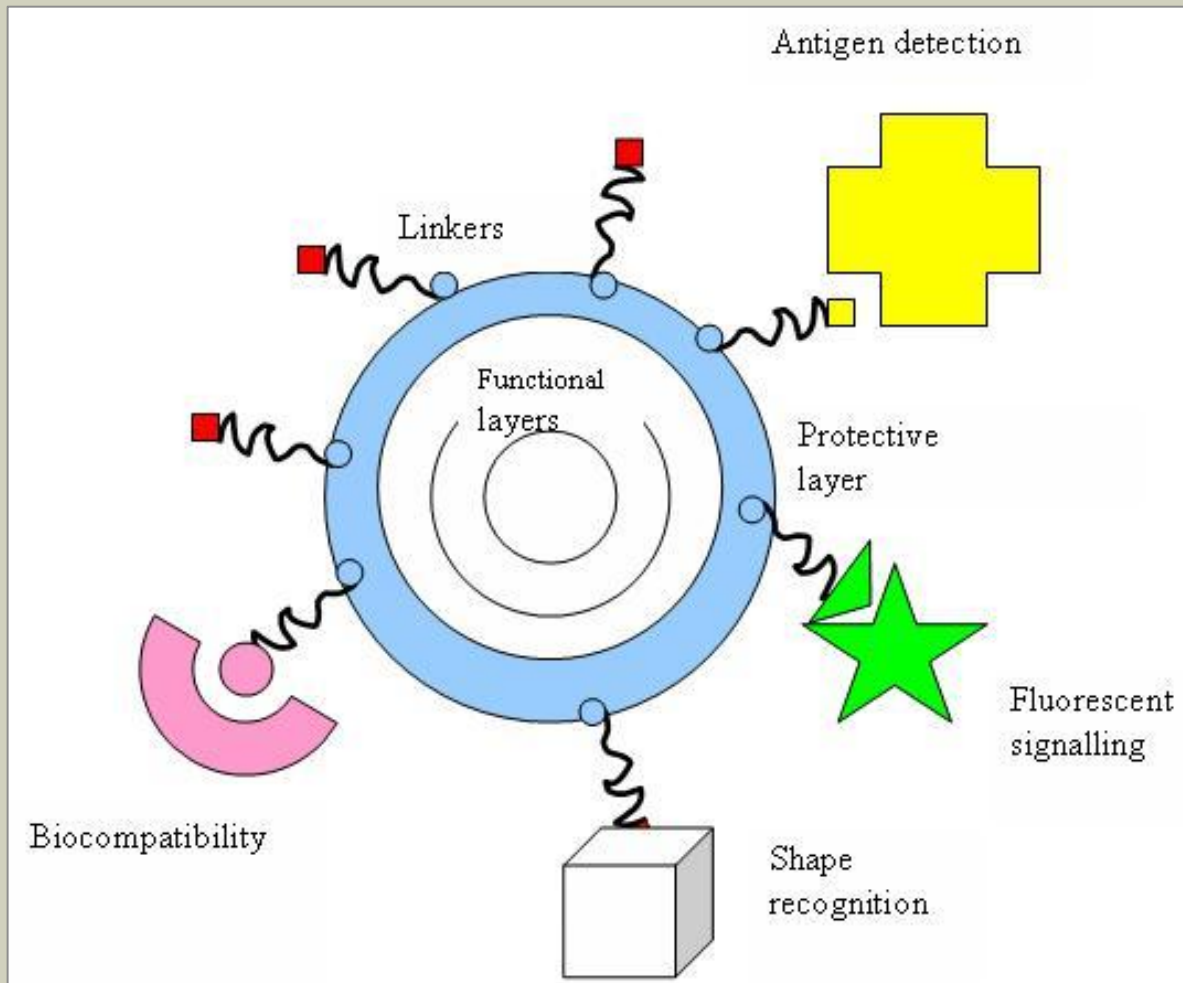 Antigen detection
Linkers
Functional
layers
Protective
layer
Fluorescent
signalling
Biocompatibility
Shape
recognition